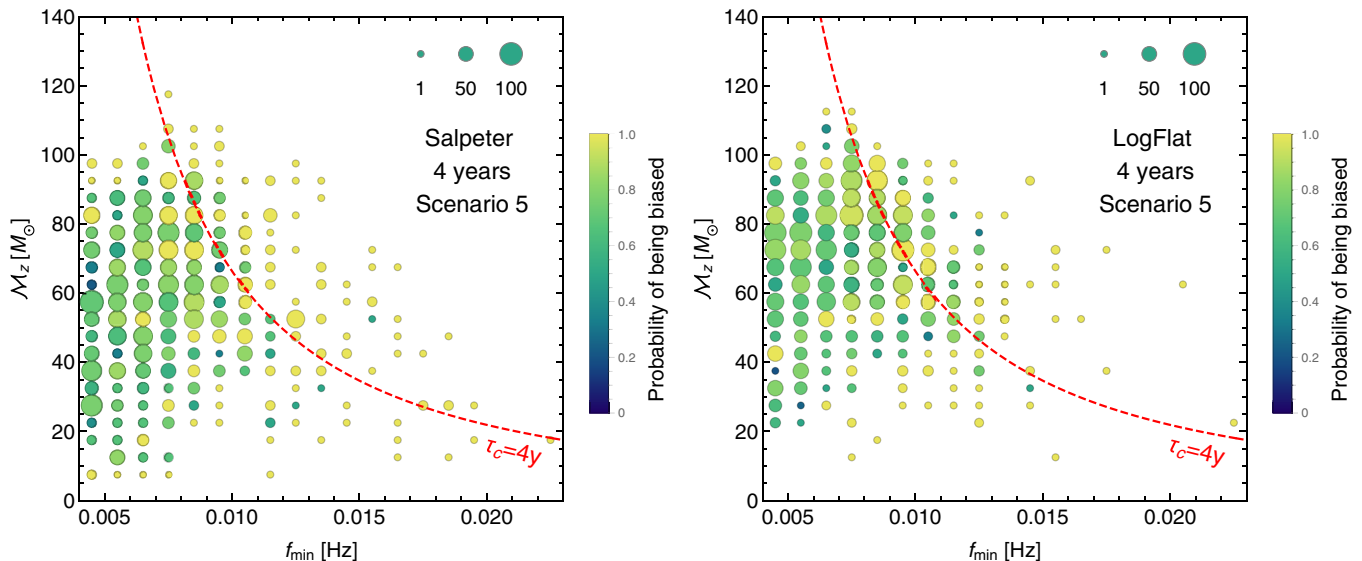 140
120
100
80
60
40
20
0
ℳz [M⊙]
1 50 100
Salpeter
4 years
Scenario 5
τc=4y
0.005 0.010 0.015 0.020
fmin [Hz]
1.0
0.8
0.6
0.4
0.2
0
Probability of being biased
140
120
100
80
60
40
20
0
ℳz [M⊙]
1 50 100
LogFlat
4 years
Scenario 5
τc=4y
0.005 0.010 0.015 0.020
fmin [Hz]
1.0
0.8
0.6
0.4
0.2
0
Probability of being biased